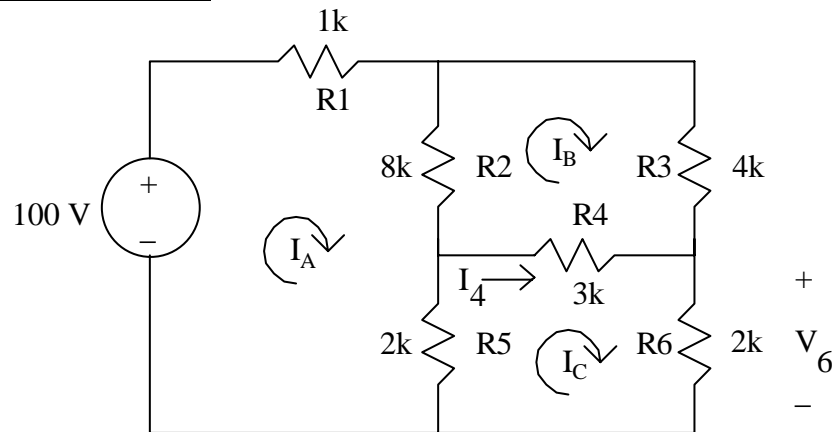 1k
R1
8k
R2
I_B
R3
4k
R4
100 V
+
–
I_A
I_4
3k
2k
R5
I_C
R6
2k
+
V_6
–